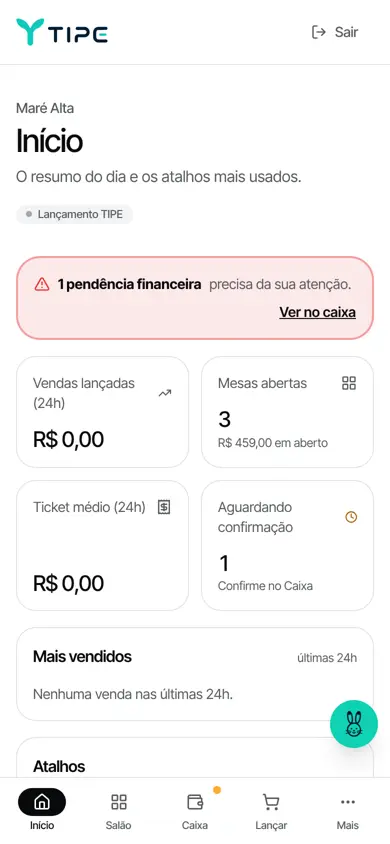 TIPE
Sair
Maré Alta
Início
O resumo do dia e os atalhos mais usados.
Lançamento TIPE
1 pendência financeira precisa da sua atenção.
Ver no caixa
Vendas lançadas
(24h)
R$ 0,00
Mesas abertas
3
R$ 459,00 em aberto
Ticket médio (24h)
R$ 0,00
Aguardando
confirmação
1
Confirme no Caixa
Mais vendidos
últimas 24h
Nenhuma venda nas últimas 24h.
Atalhos
Início
Salão
Caixa
Lançar
Mais